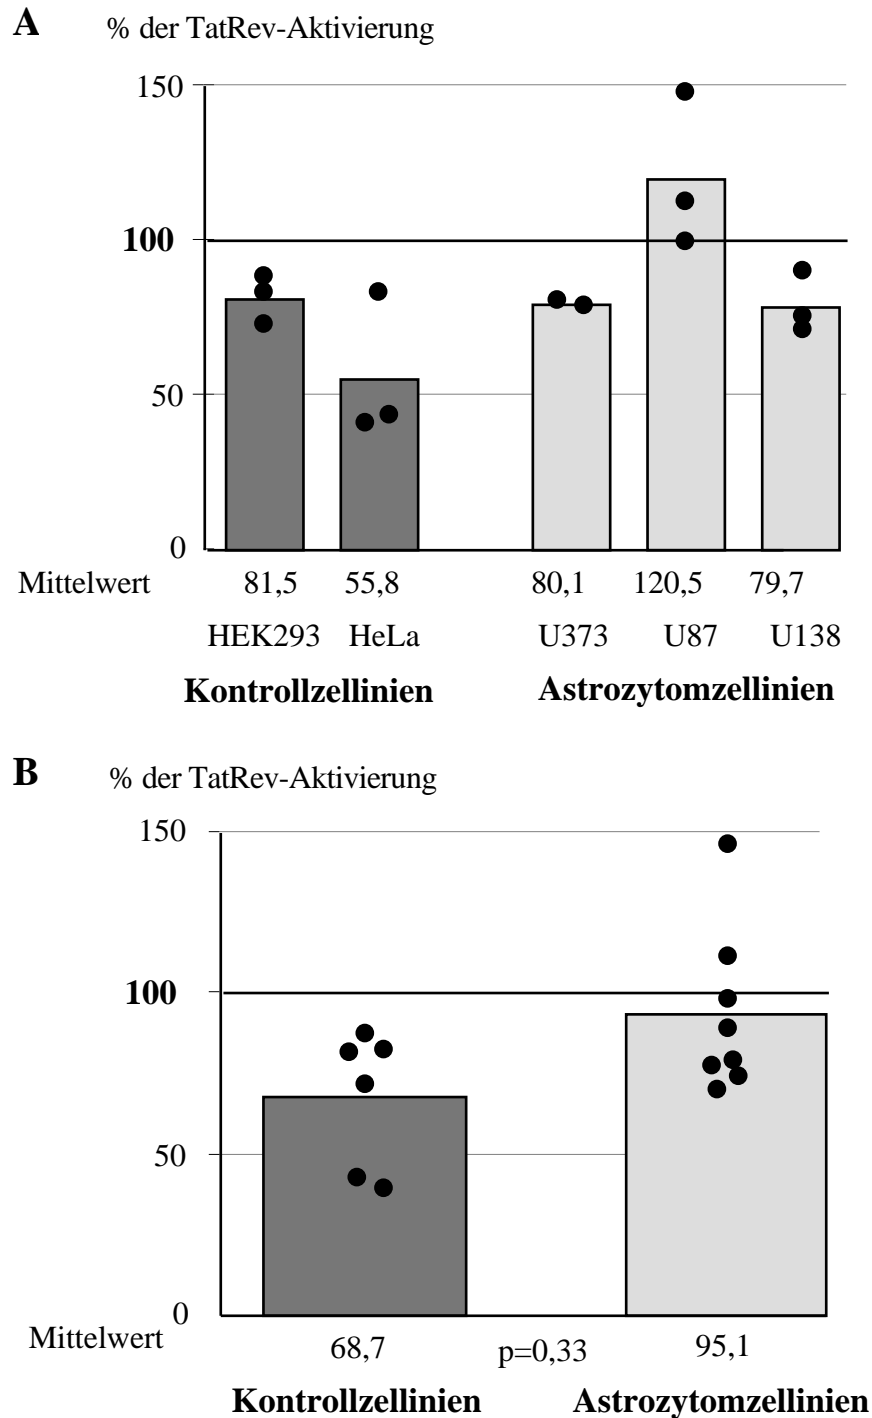 A % der TatRev-Aktivierung
150
100
50
0
Mittelwert 81,5 55,8 80,1 120,5 79,7
HEK293 HeLa U373 U87 U138
Kontrollzellinien Astrozytomzellinien
B % der TatRev-Aktivierung
150
100
50
0
Mittelwert 68,7 p=0,33 95,1
Kontrollzellinien Astrozytomzellinien